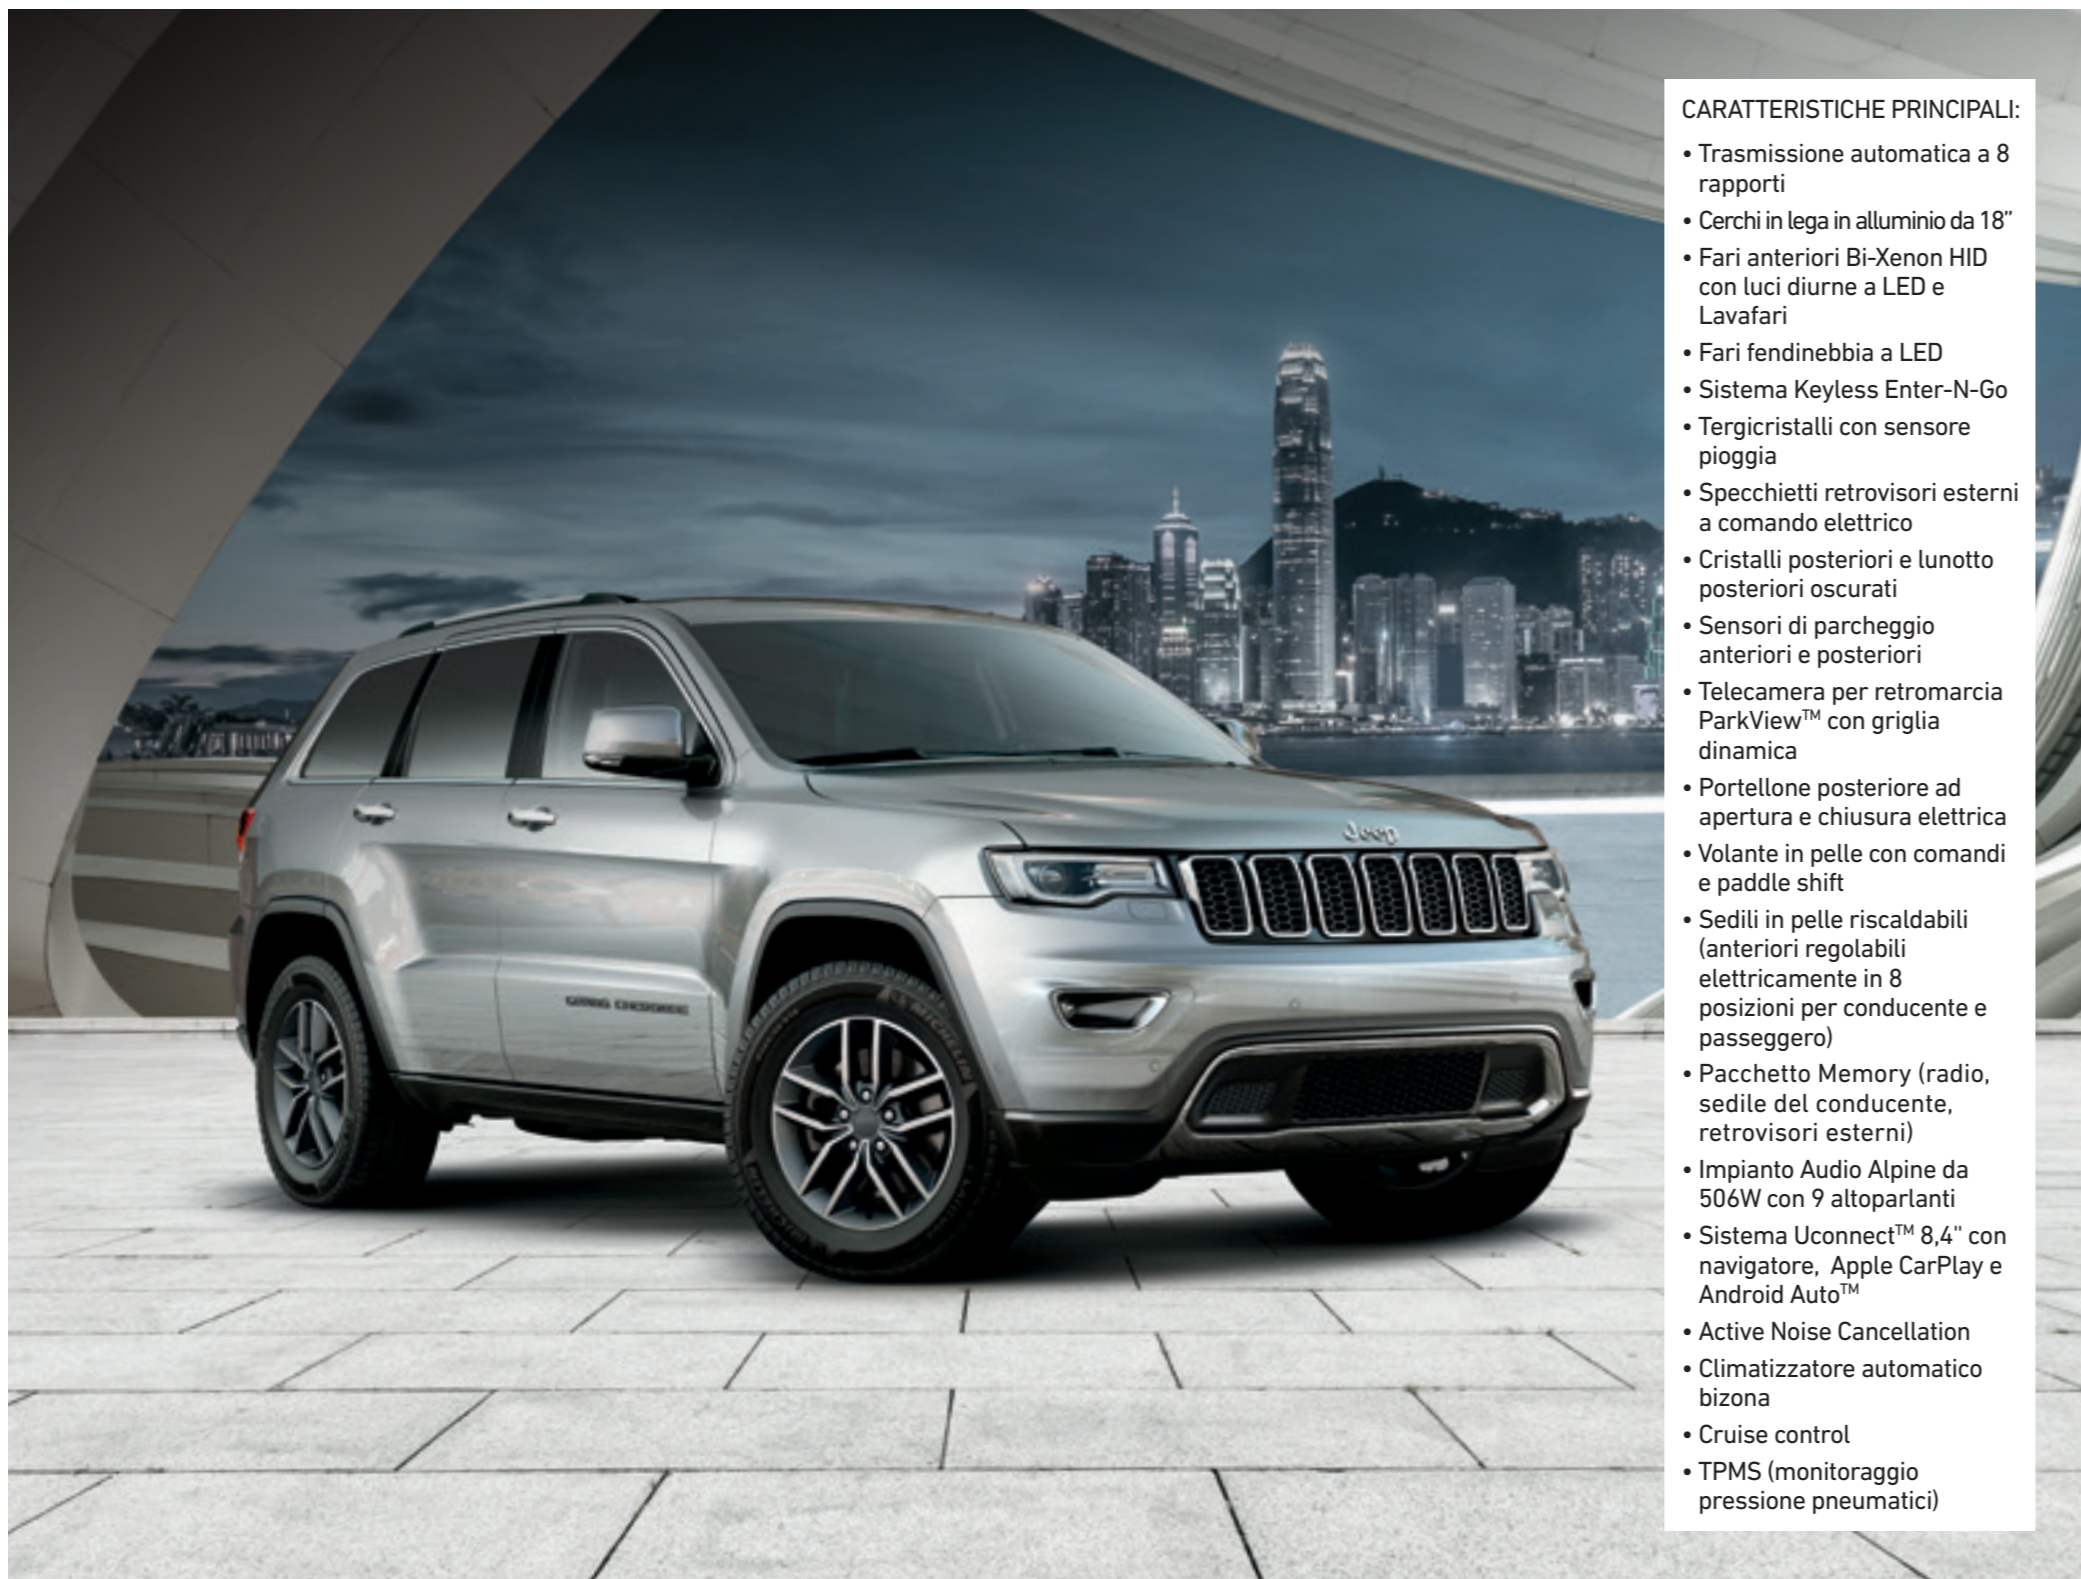 CARATTERISTICHE PRINCIPALI:
• Trasmissione automatica a 8
rapporti
• Cerchi in lega in alluminio da 18”
• Fari anteriori Bi-Xenon HID
con luci diurne a LED e
Lavafari
• Fari fendinebbia a LED
• Sistema Keyless Enter-N-Go
• Tergicristalli con sensore
pioggia
• Specchietti retrovisori esterni
a comando elettrico
• Cristalli posteriori e lunotto
posteriori oscurati
• Sensori di parcheggio
anteriori e posteriori
• Telecamera per retromarcia
ParkView™ con griglia
dinamica
• Portellone posteriore ad
apertura e chiusura elettrica
• Volante in pelle con comandi
e paddle shift
• Sedili in pelle riscaldabili
(anteriori regolabili
elettricamente in 8
posizioni per conducente e
passeggero)
• Pacchetto Memory (radio,
sedile del conducente,
retrovisori esterni)
• Impianto Audio Alpine da
506W con 9 altoparlanti
• Sistema Uconnect™ 8,4" con
navigatore,  Apple CarPlay e
Android Auto™
• Active Noise Cancellation
• Climatizzatore automatico
bizona
• Cruise control
• TPMS (monitoraggio
pressione pneumatici)
Jeep
GRAND CHEROKEE
MICHELIN